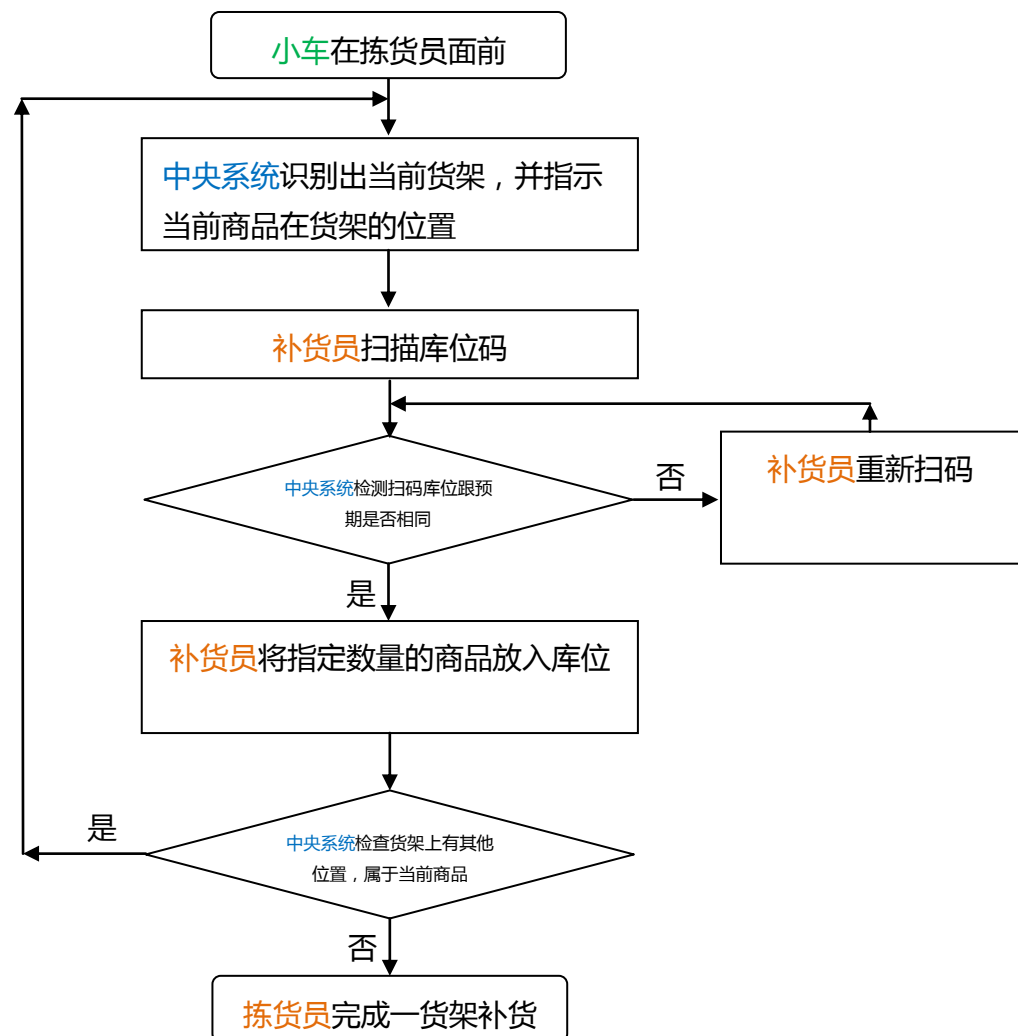 小车在拣货员面前
中央系统识别出当前货架，并指示
当前商品在货架的位置
补货员扫描库位码
中央系统检测扫码库位跟预
期是否相同
否
补货员重新扫码
是
补货员将指定数量的商品放入库位
是
中央系统检查货架上有其他
位置，属于当前商品
否
拣货员完成一货架补货